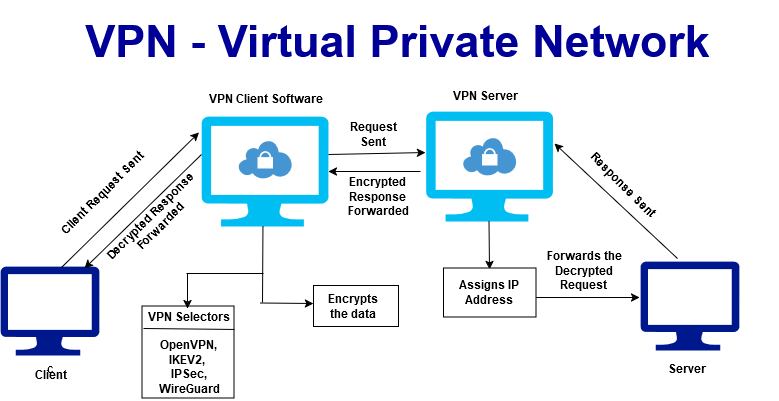 VPN - Virtual Private Network
VPN Client Software
VPN Server
Client Request Sent
Decrypted Response
Forwarded
Request
Sent
Encrypted
Response
Forwarded
Response sent
VPN Selectors
OpenVPN,
IKEV2,
IPSec,
WireGuard
Encrypts
the data
Assigns IP
Address
Forwards the
Decrypted
Request
c
Client
Server